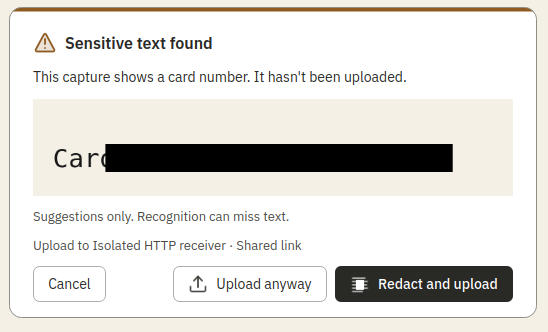 Sensitive text found
This capture shows a card number. It hasn't been uploaded.
Suggestions only. Recognition can miss text.
Upload to Isolated HTTP receiver · Shared link
Cancel
Upload anyway
Redact and upload